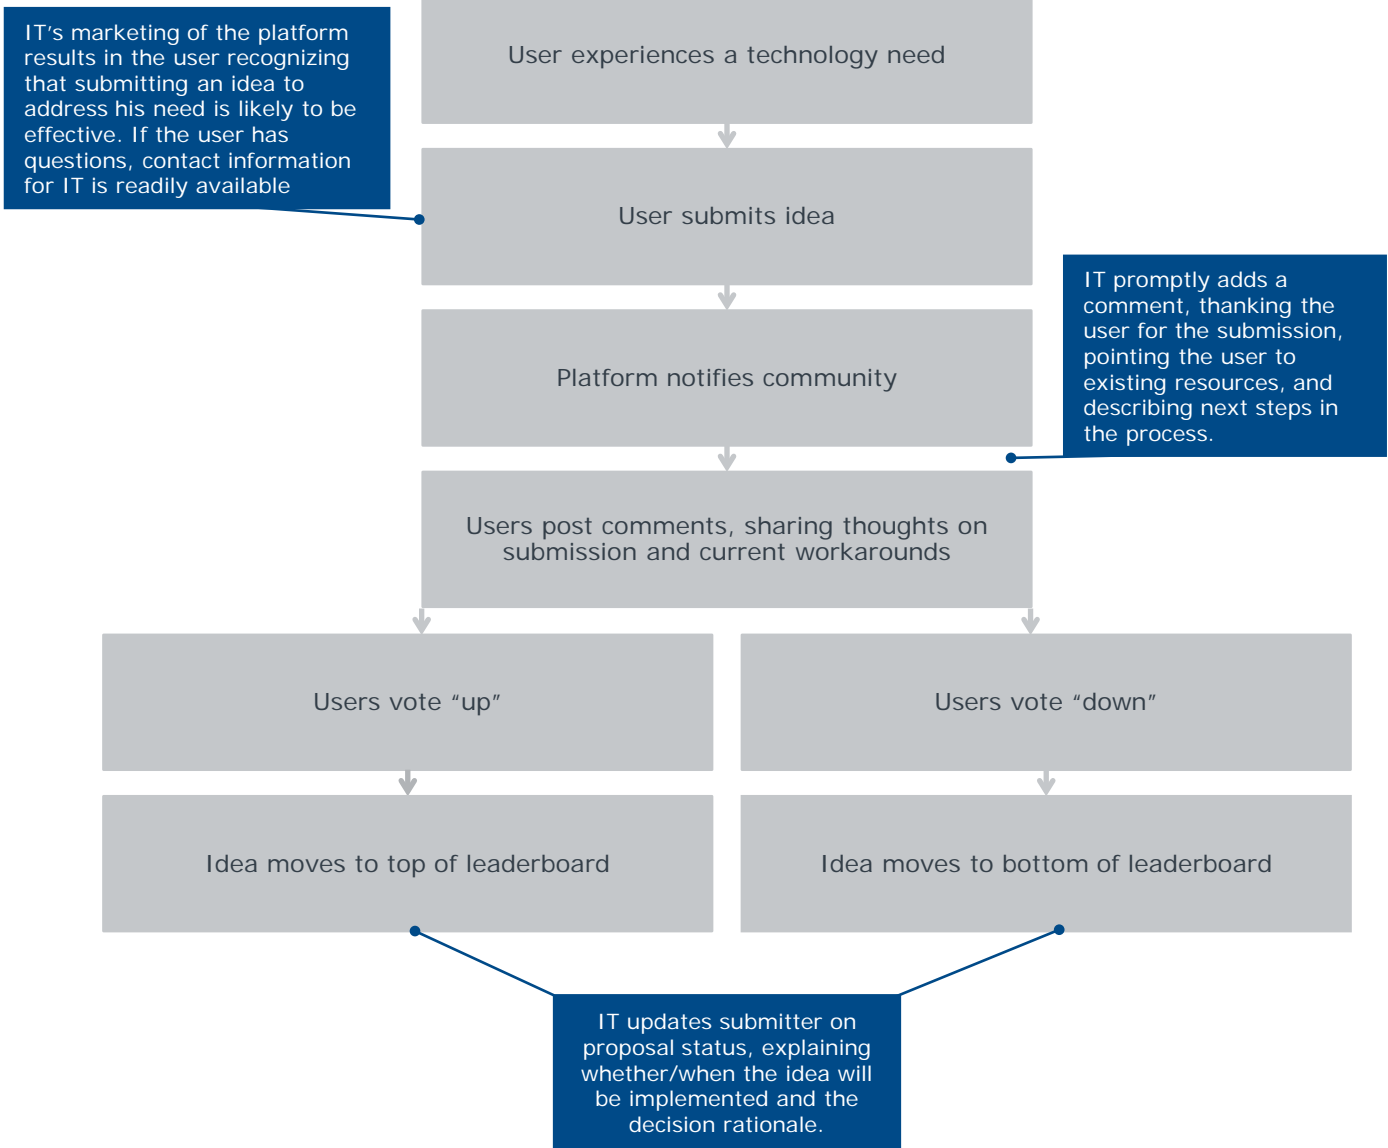 IT's marketing of the platform
results in the user recognizing
that submitting an idea to
address his need is likely to be
effective. If the user has
questions, contact information
for IT is readily available
User experiences a technology need
User submits idea
IT promptly adds a
comment, thanking the
user for the submission,
pointing the user to
existing resources, and
describing next steps in
the process.
Platform notifies community
Users post comments, sharing thoughts on
submission and current workarounds
Users vote “up”
Users vote “down”
Idea moves to top of leaderboard
Idea moves to bottom of leaderboard
IT updates submitter on
proposal status, explaining
whether/when the idea will
be implemented and the
decision rationale.